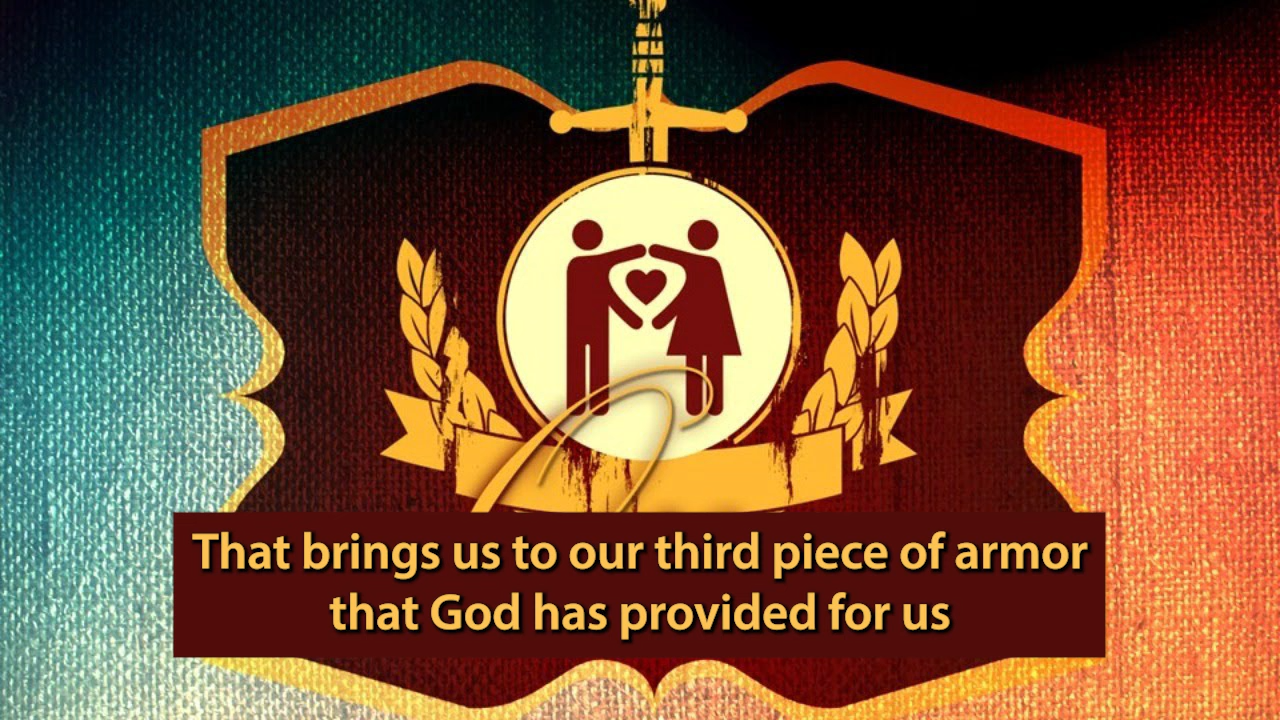 That brings us to our third piece of armor
that God has provided for us